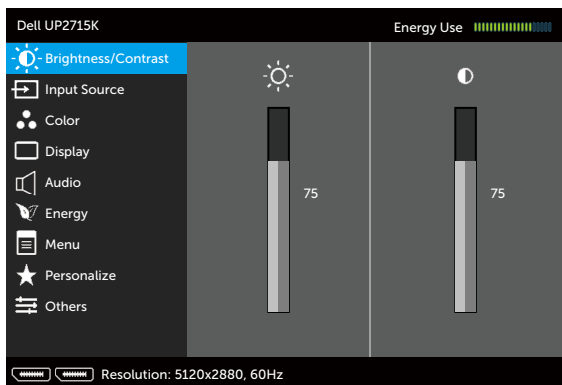 Dell UP2715K
Energy Use
Brightness/Contrast
Input Source
Color
Display
Audio
Energy
Menu
Personalize
Others
75
75
Resolution: 5120x2880, 60Hz